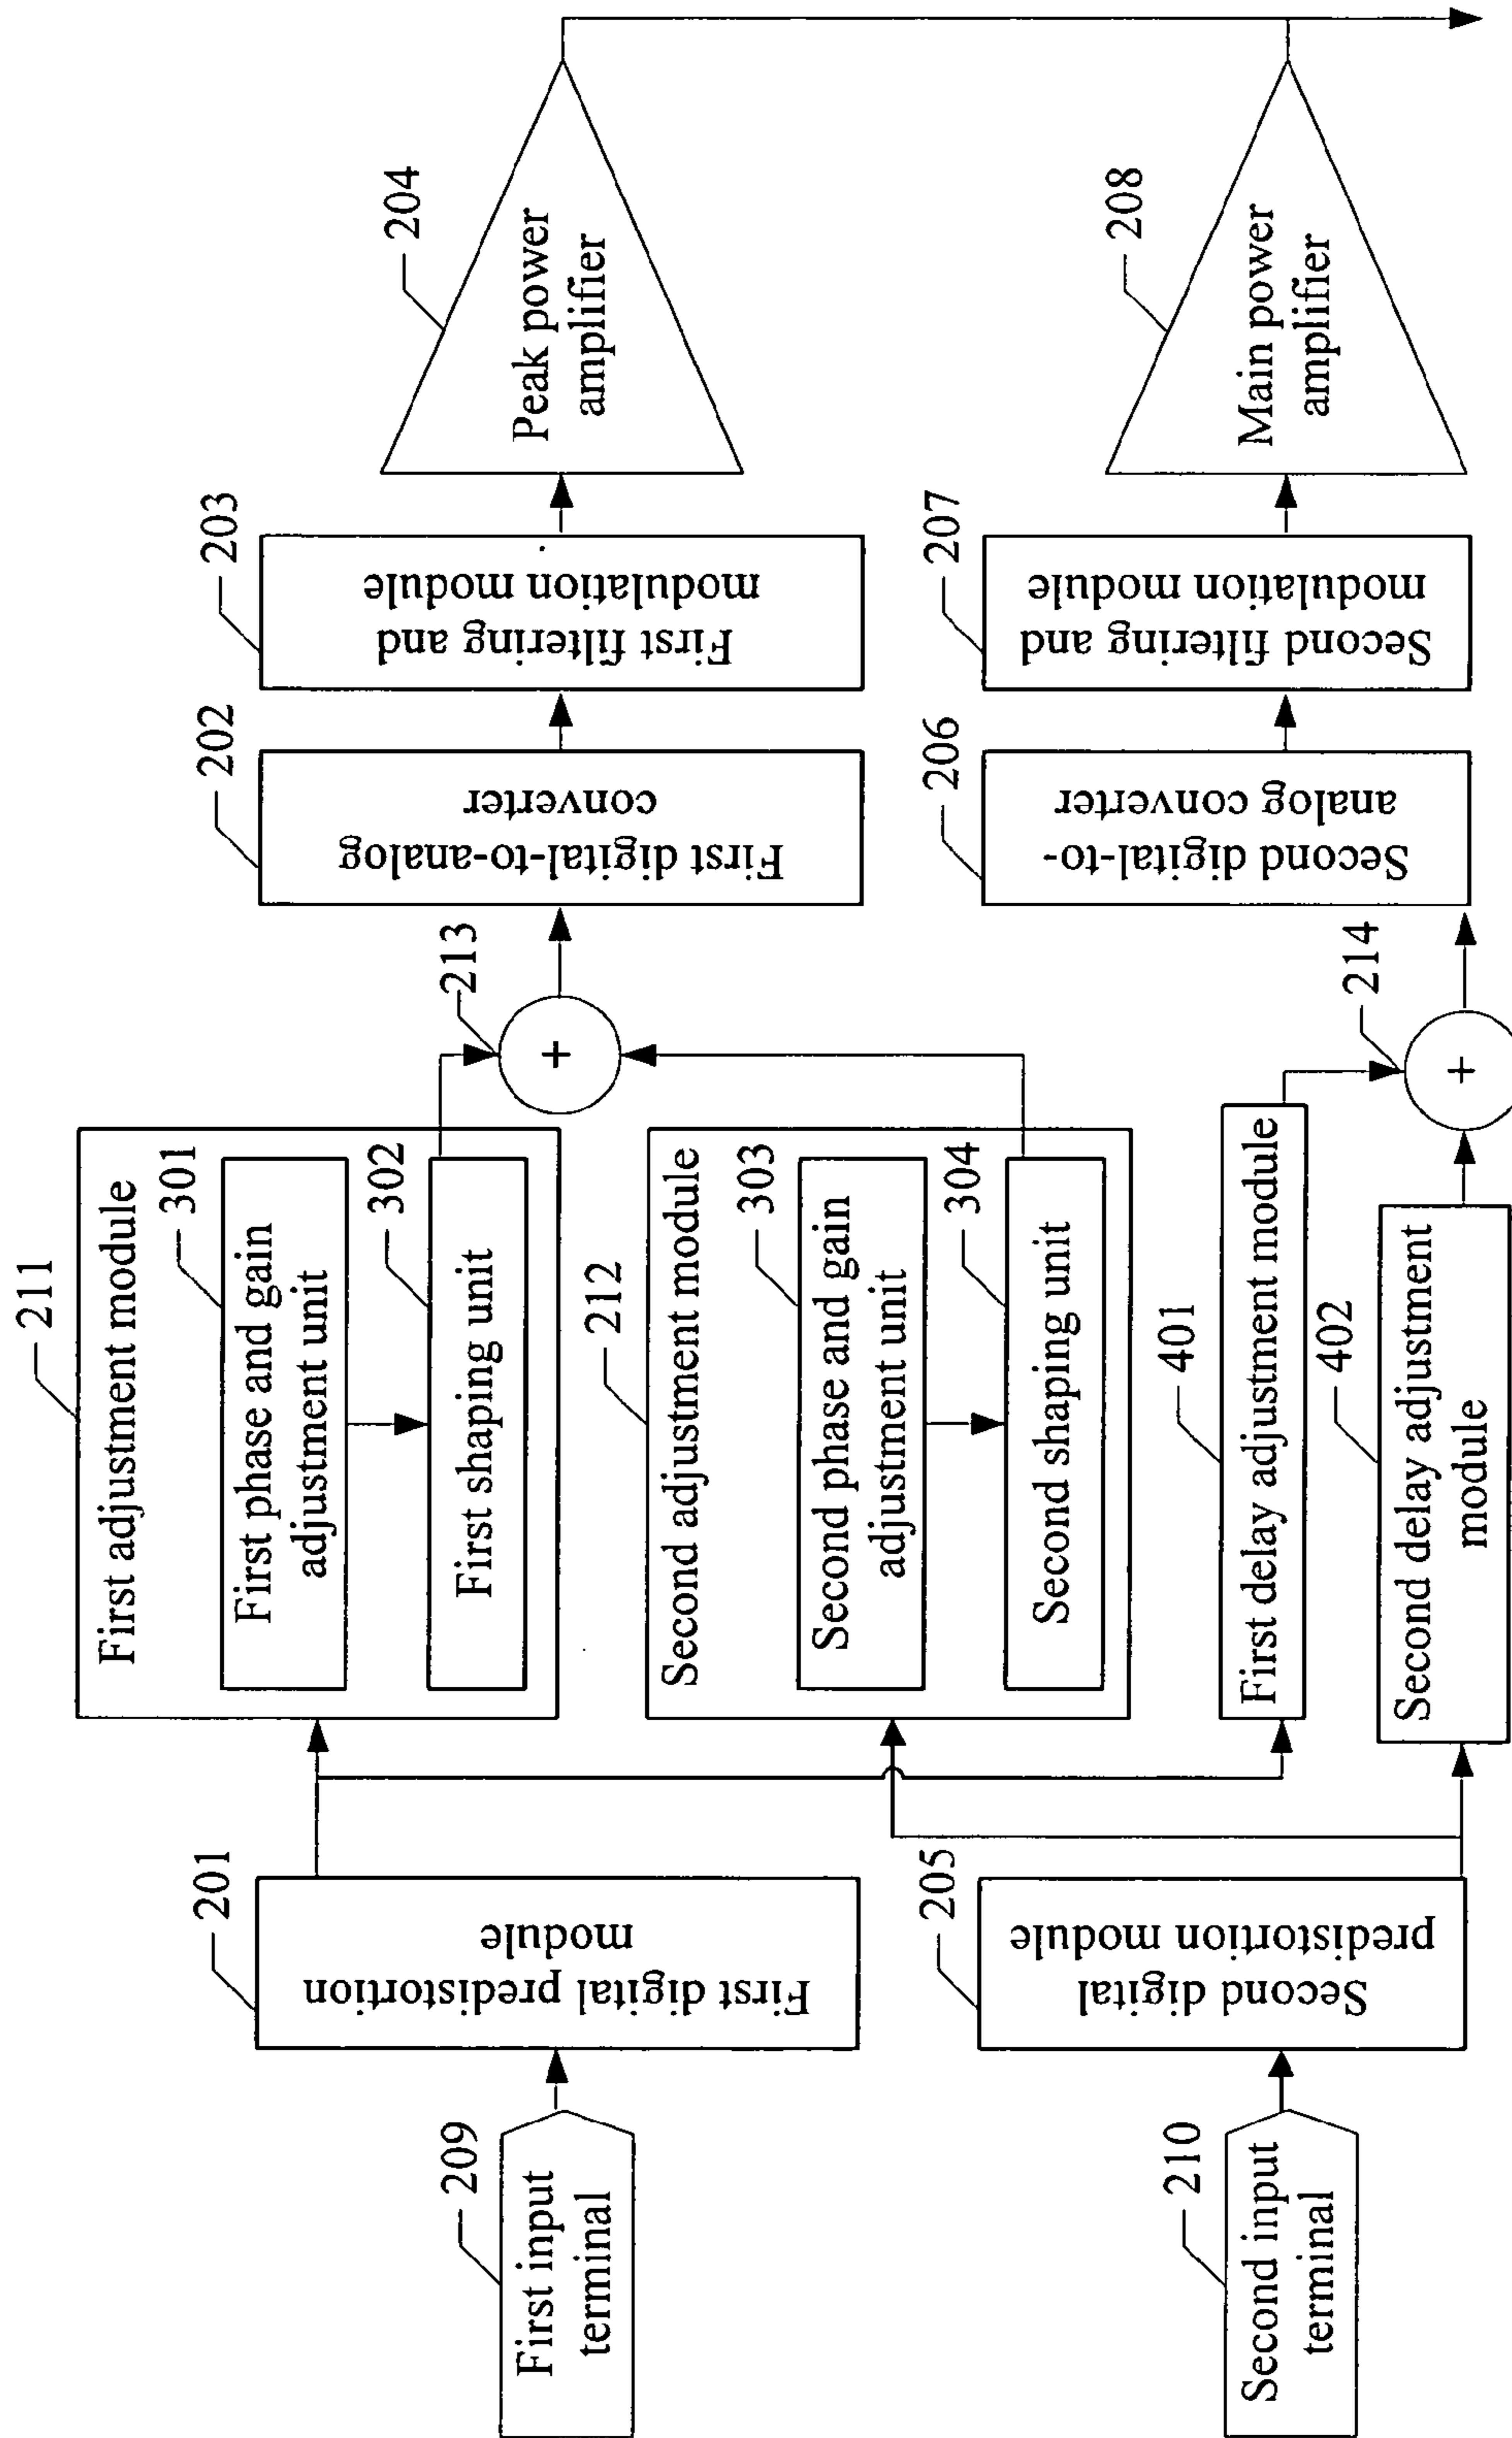 209
First input
terminal
201
First digital predistortion
module
211
First adjustment module
301
First phase and gain
adjustment unit
302
First shaping unit
213
+
202
First digital-to-analog
converter
203
First filtering and
modulation module
204
Peak power
amplifier
212
Second adjustment module
303
Second phase and gain
adjustment unit
304
Second shaping unit
210
Second input
terminal
205
Second digital
predistortion module
401
First delay adjustment module
402
Second delay adjustment
module
214
+
206
Second digital-to-
analog converter
207
Second filtering and
modulation module
208
Main power
amplifier